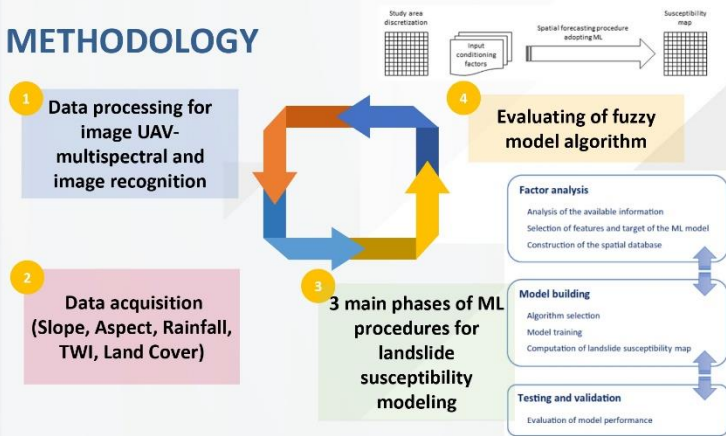 METHODOLOGY
Study area
discretization
Input
conditioning
factors
Spatial forecasting procedure
adopting ML
Susceptibility
map
1
Data processing for
image UAV-
multispectral and
image recognition
2
Data acquisition
(Slope, Aspect, Rainfall,
TWI, Land Cover)
3
3 main phases of ML
procedures for
landslide
susceptibility
modeling
4
Evaluating of fuzzy
model algorithm
Factor analysis
Analysis of the available information
Selection of features and target of the ML model
Construction of the spatial database
Model building
Algorithm selection
Model training
Computation of landslide susceptibility map
Testing and validation
Evaluation of model performance